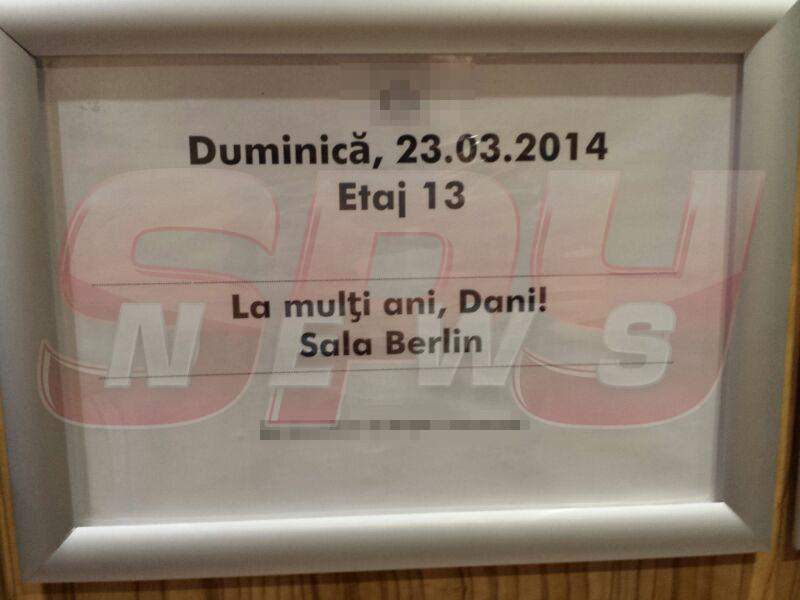 Duminică, 23.03.2014
Etaj 13
La mulţi ani, Dani!
Sala Berlin
SPY
NEWS